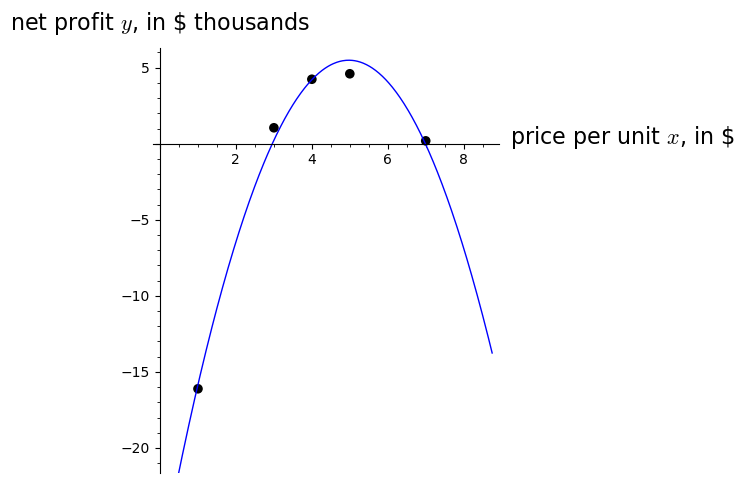 net profit y, in $ thousands
5
price per unit x, in $
2 4 6 8
−5
−10
−15
−20